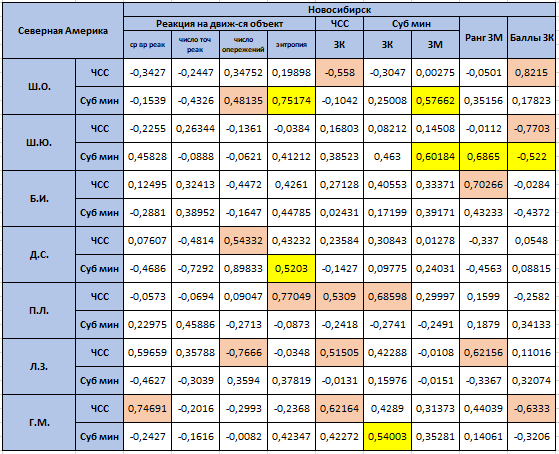 Северная Америка
Новосибирск
Реакция на движ-ся объект ЧСС Суб мин Ранг ЗМ Баллы ЗК
ср вр реак число точ реак число опережений энтропия ЗК ЗК ЗМ
Ш.О. ЧСС -0,3427 -0,2447 0,34752 0,19898 -0,558 -0,3047 0,00275 -0,0501 0,8215
Суб мин -0,1539 -0,4326 0,48135 0,75174 -0,1042 0,25008 0,57662 0,35156 0,17823
Ш.Ю. ЧСС -0,2255 0,26344 -0,1361 -0,0384 0,16803 0,08212 0,14508 -0,0112 -0,7703
Суб мин 0,45828 -0,0888 -0,0621 0,41212 0,38523 0,463 0,60184 0,6865 -0,522
Б.И. ЧСС 0,12495 0,32413 -0,4472 0,4261 0,27128 0,40553 0,33371 0,70266 -0,0284
Суб мин -0,2881 0,38952 -0,1647 0,44785 0,02431 0,17199 0,39171 0,43233 -0,4372
Д.С. ЧСС 0,07607 -0,4814 0,54332 0,43232 0,23584 0,30843 0,01278 -0,337 0,0548
Суб мин -0,4686 -0,7292 0,89833 0,5203 -0,1427 0,09775 0,24031 -0,4563 0,08815
П.Л. ЧСС -0,0573 -0,0694 0,09047 0,77049 0,5309 0,68598 0,29997 0,1599 -0,2582
Суб мин 0,22975 0,45886 -0,2713 -0,0873 -0,2418 -0,2741 -0,2491 0,1879 0,34133
Л.З. ЧСС 0,59659 0,35788 -0,7666 -0,0348 0,51505 0,42288 -0,0108 0,62156 0,11016
Суб мин -0,4627 -0,3039 0,3594 0,37819 -0,0131 0,15976 -0,0151 -0,3367 0,32074
Г.М. ЧСС 0,74691 -0,2016 -0,2993 -0,2368 0,62164 0,4289 0,31373 0,44039 -0,6333
Суб мин -0,2427 -0,1616 -0,0082 0,42347 0,42272 0,54003 0,35281 0,14061 -0,3206